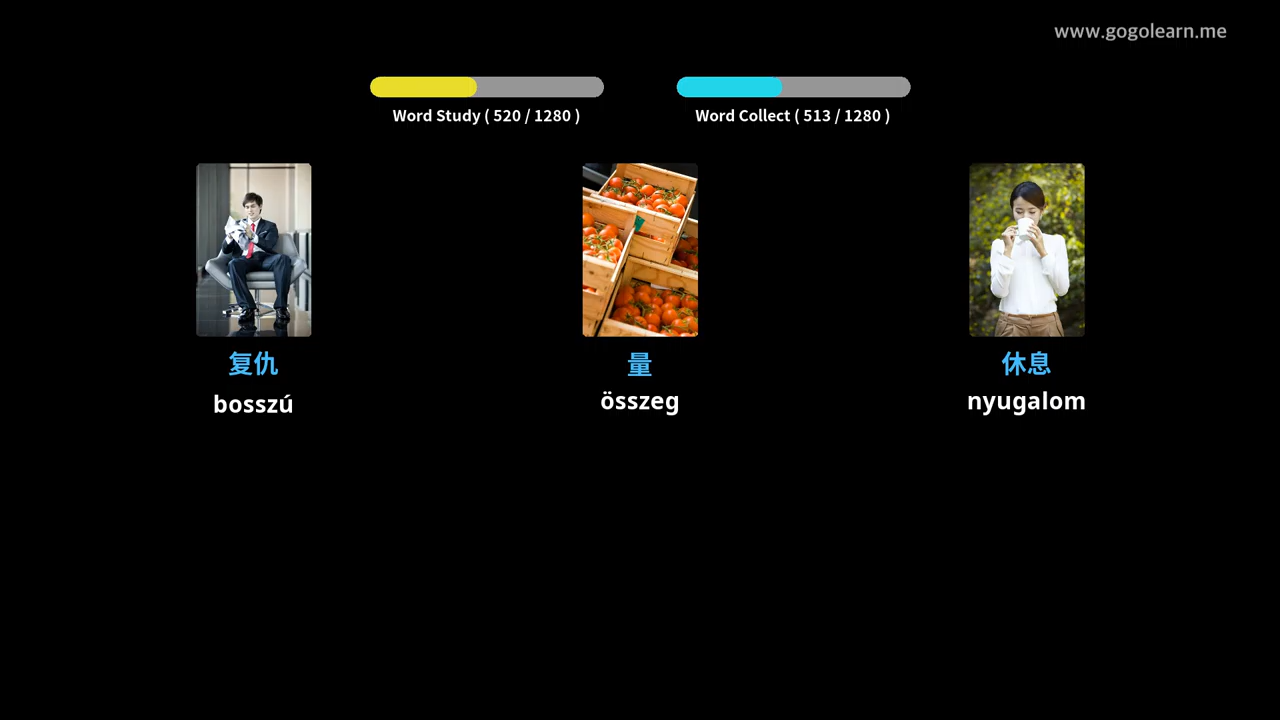 www.gogolearn.me
Word Study ( 520 / 1280 )
Word Collect ( 513 / 1280 )
复仇
量
休息
bosszú
összeg
nyugalom